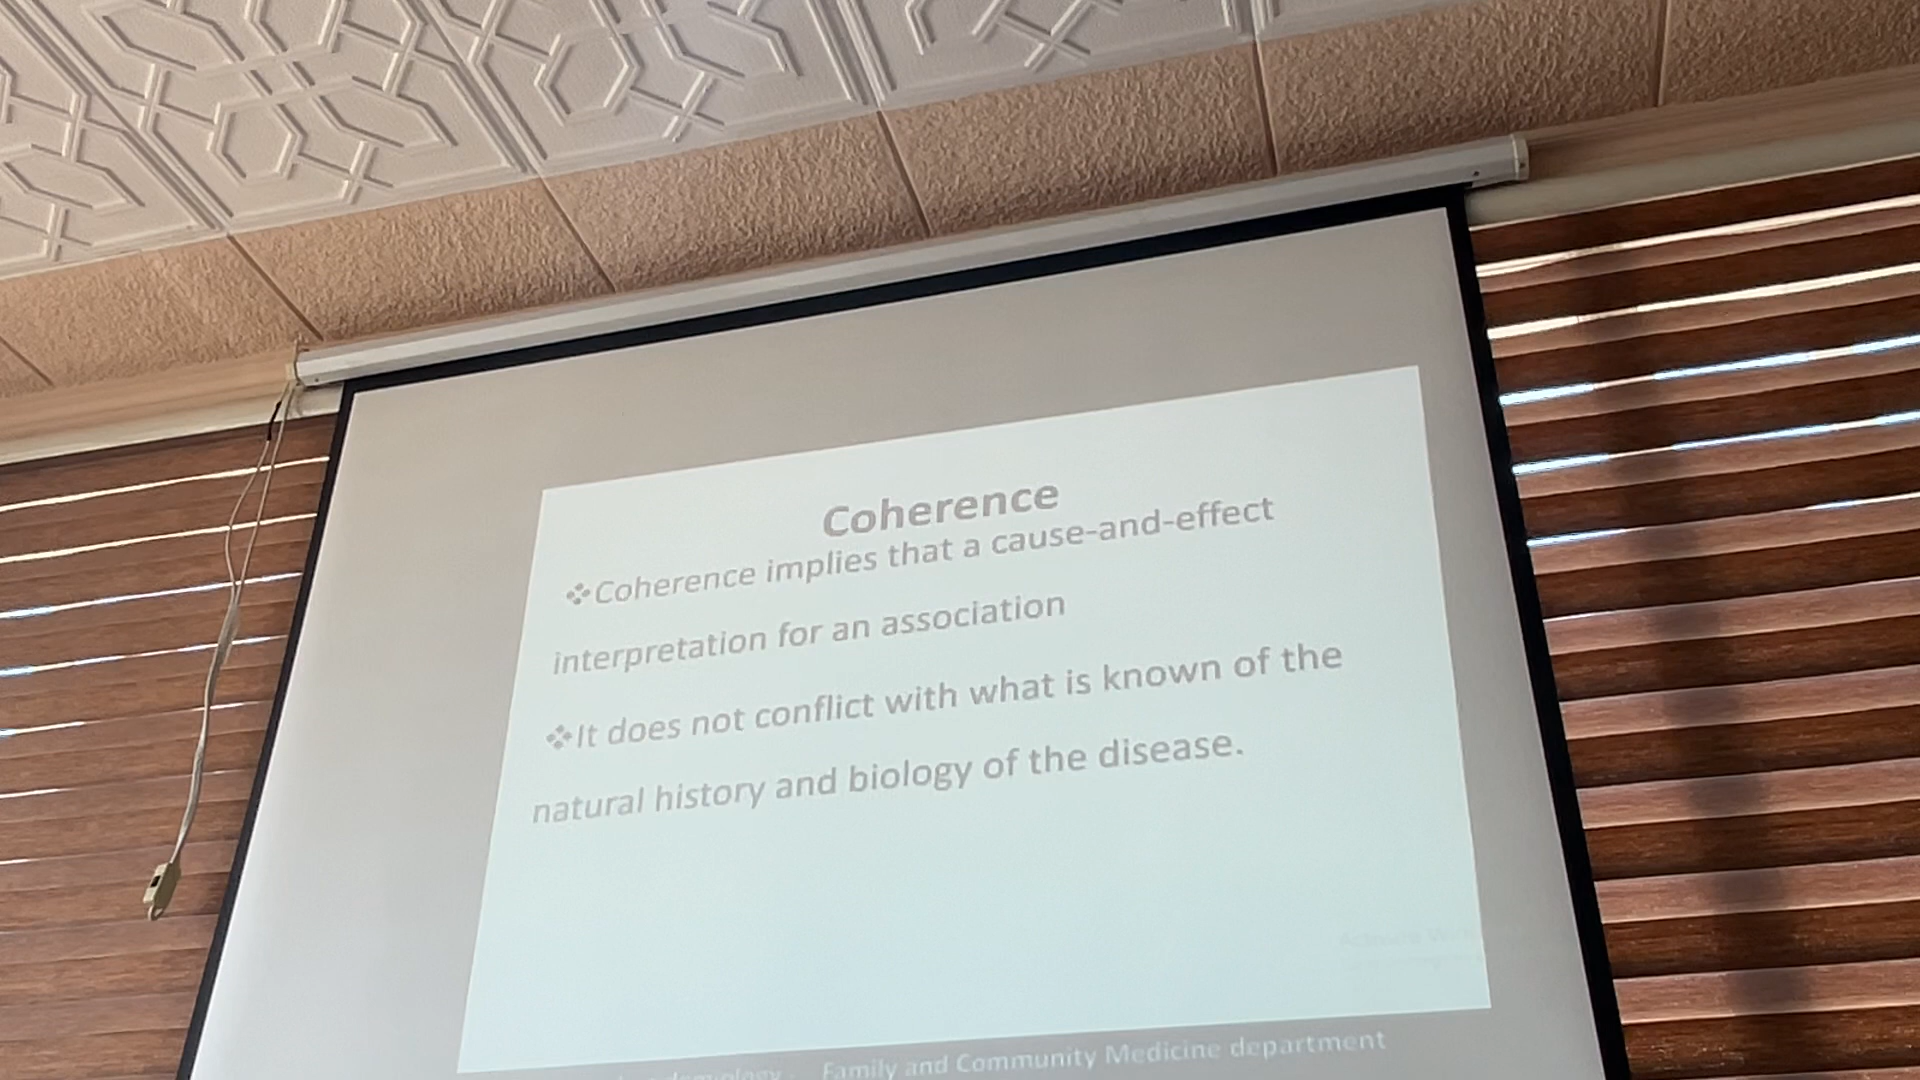 Coherence
❖Coherence implies that a cause-and-effect
interpretation for an association
❖It does not conflict with what is known of the
natural history and biology of the disease.
Activate
Family and Community Medicine department